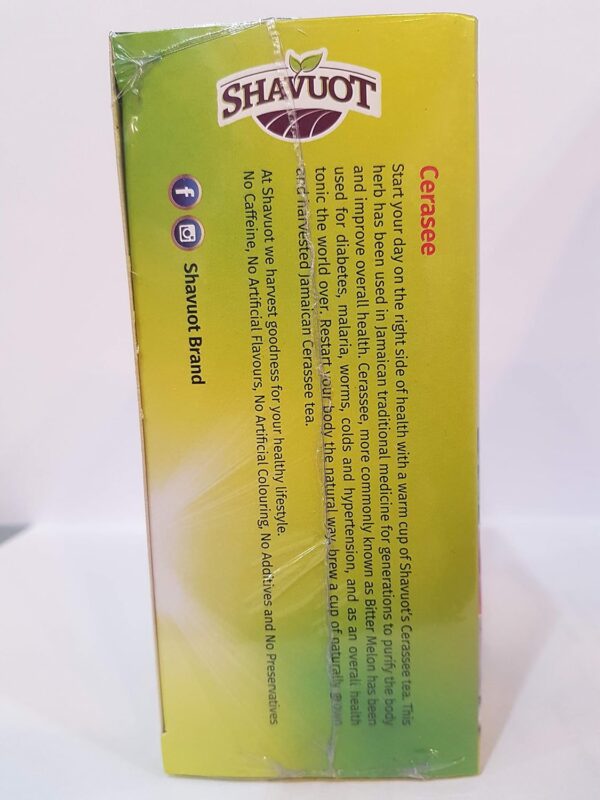 SHAVUOT
Cerasee
Start your day on the right side of health with a warm cup of Shavuot's Cerassee tea. This
herb has been used in Jamaican traditional medicine for generations to purify the body
and improve overall health. Cerassee, more commonly known as Bitter Melon has been
used for diabetes, malaria, worms, colds and hypertension, and as an overall health
tonic the world over. Restart your body the natural way, brew a cup of naturally grown
and harvested Jamaican Cerassee tea.
At Shavuot we harvest goodness for your healthy lifestyle.
No Caffeine, No Artificial Flavours, No Artificial Colouring, No Additives and No Preservatives
Shavuot Brand